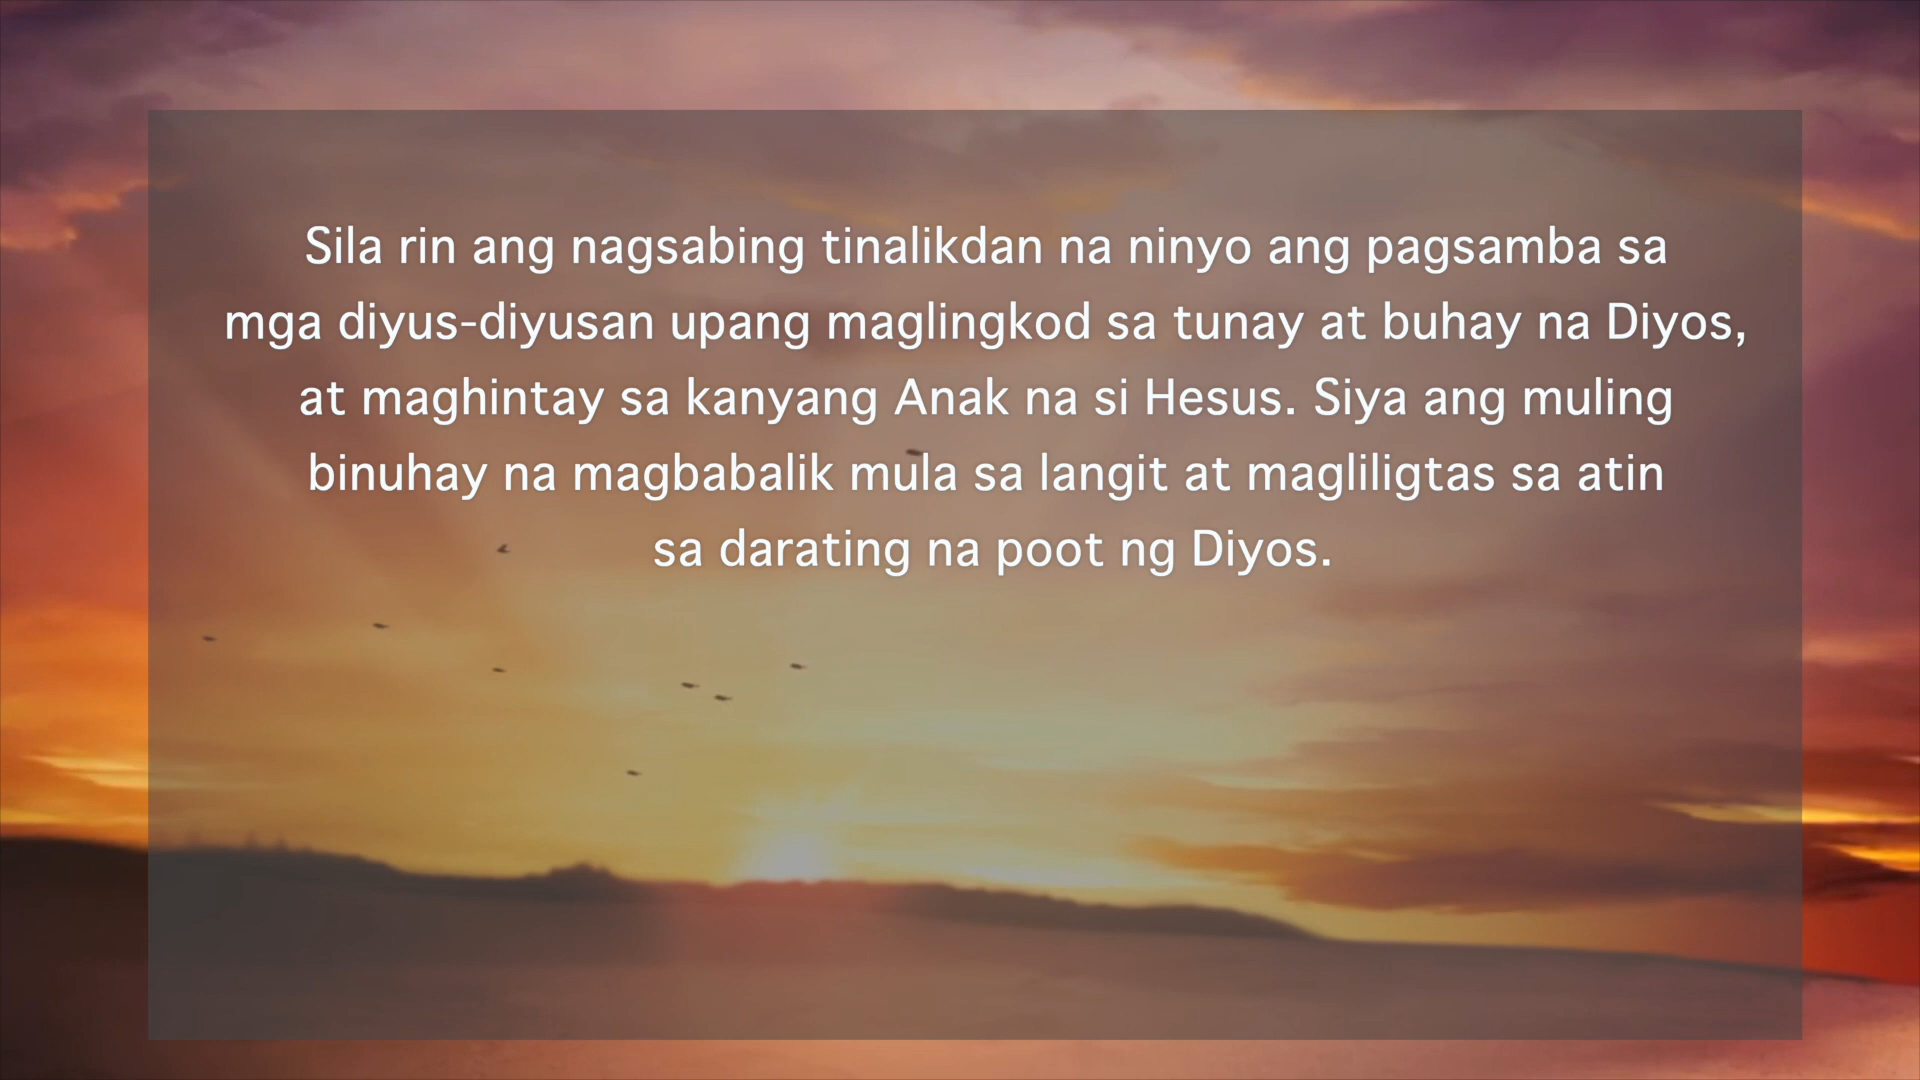 Sila rin ang nagsabing tinalikdan na ninyo ang pagsamba sa
mga diyus-diyusan upang maglingkod sa tunay at buhay na Diyos,
at maghintay sa kanyang Anak na si Hesus. Siya ang muling
binuhay na magbabalik mula sa langit at magliligtas sa atin
sa darating na poot ng Diyos.